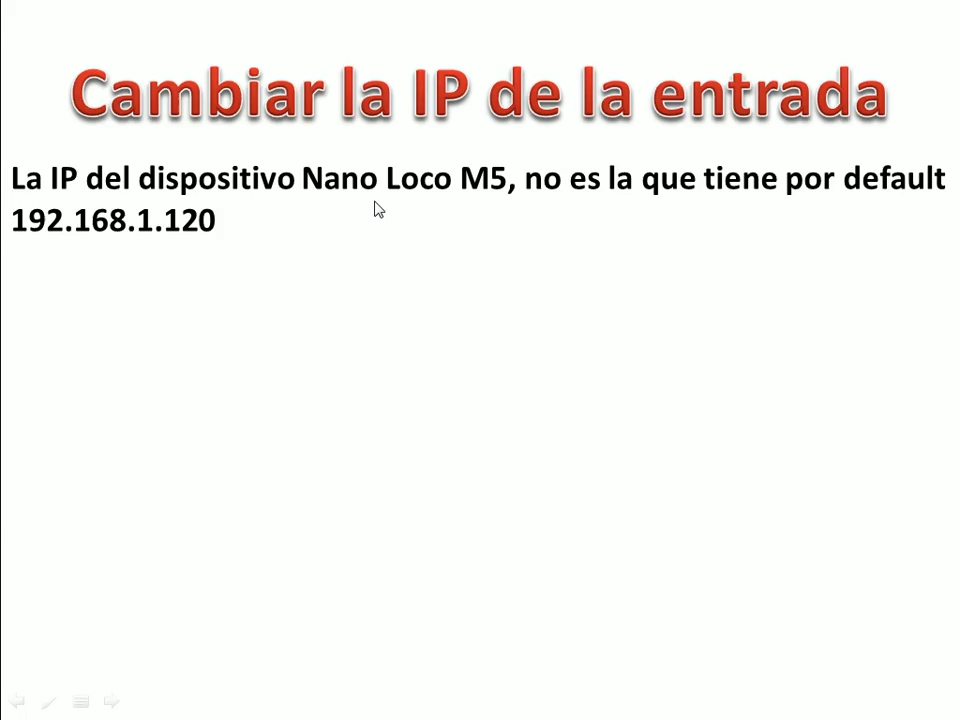 Cambiar la IP de la entrada
La IP del dispositivo Nano Loco M5, no es la que tiene por default
192.168.1.120